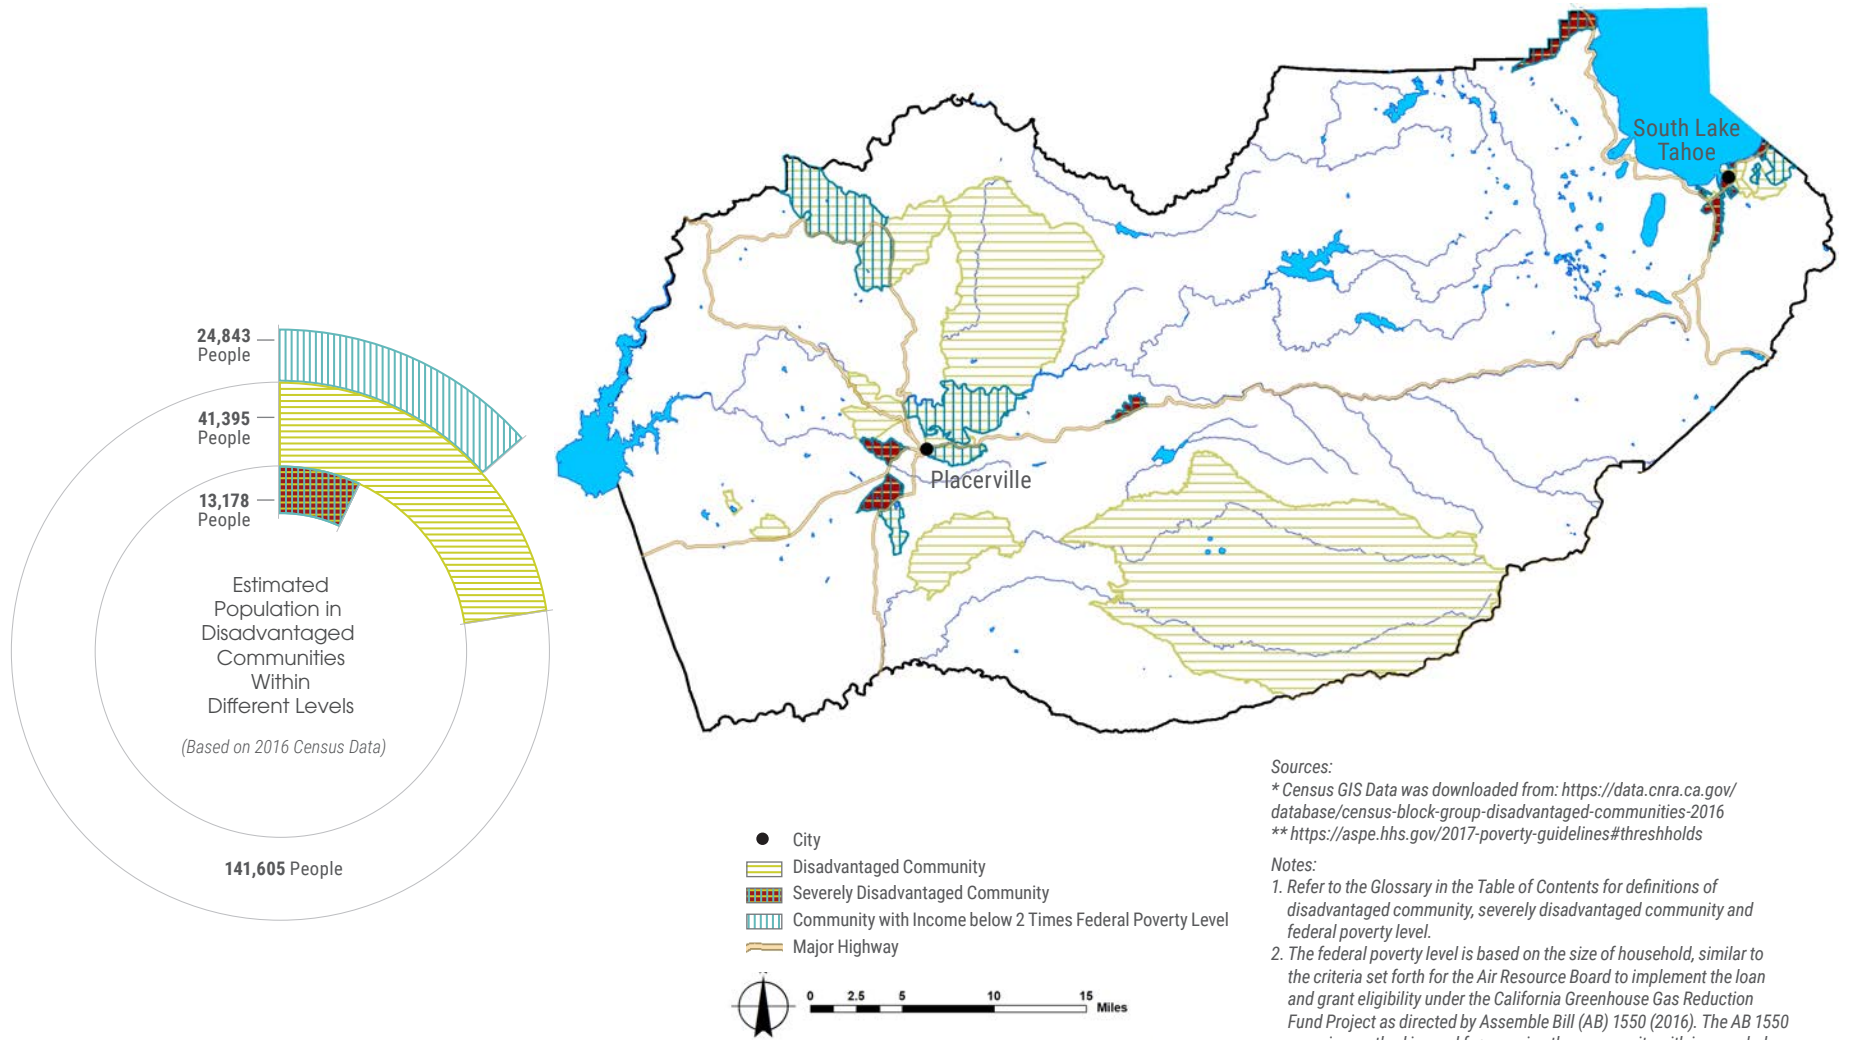 24,843
People
41,395
People
13,178
People
Estimated
Population in
Disadvantaged
Communities
Within
Different Levels
(Based on 2016 Census Data)
141,605 People
South Lake
Tahoe
Placerville
City
Disadvantaged Community
Severely Disadvantaged Community
Community with Income below 2 Times Federal Poverty Level
Major Highway
0 2.5 5 10 15 Miles
Sources:
* Census GIS Data was downloaded from: https://data.cnra.ca.gov/
database/census-block-group-disadvantaged-communities-2016
** https://aspe.hhs.gov/2017-poverty-guidelines#threshholds
Notes:
1. Refer to the Glossary in the Table of Contents for definitions of
disadvantaged community, severely disadvantaged community and
federal poverty level.
2. The federal poverty level is based on the size of household, similar to
the criteria set forth for the Air Resource Board to implement the loan
and grant eligibility under the California Greenhouse Gas Reduction
Fund Project as directed by Assemble Bill (AB) 1550 (2016). The AB 1550